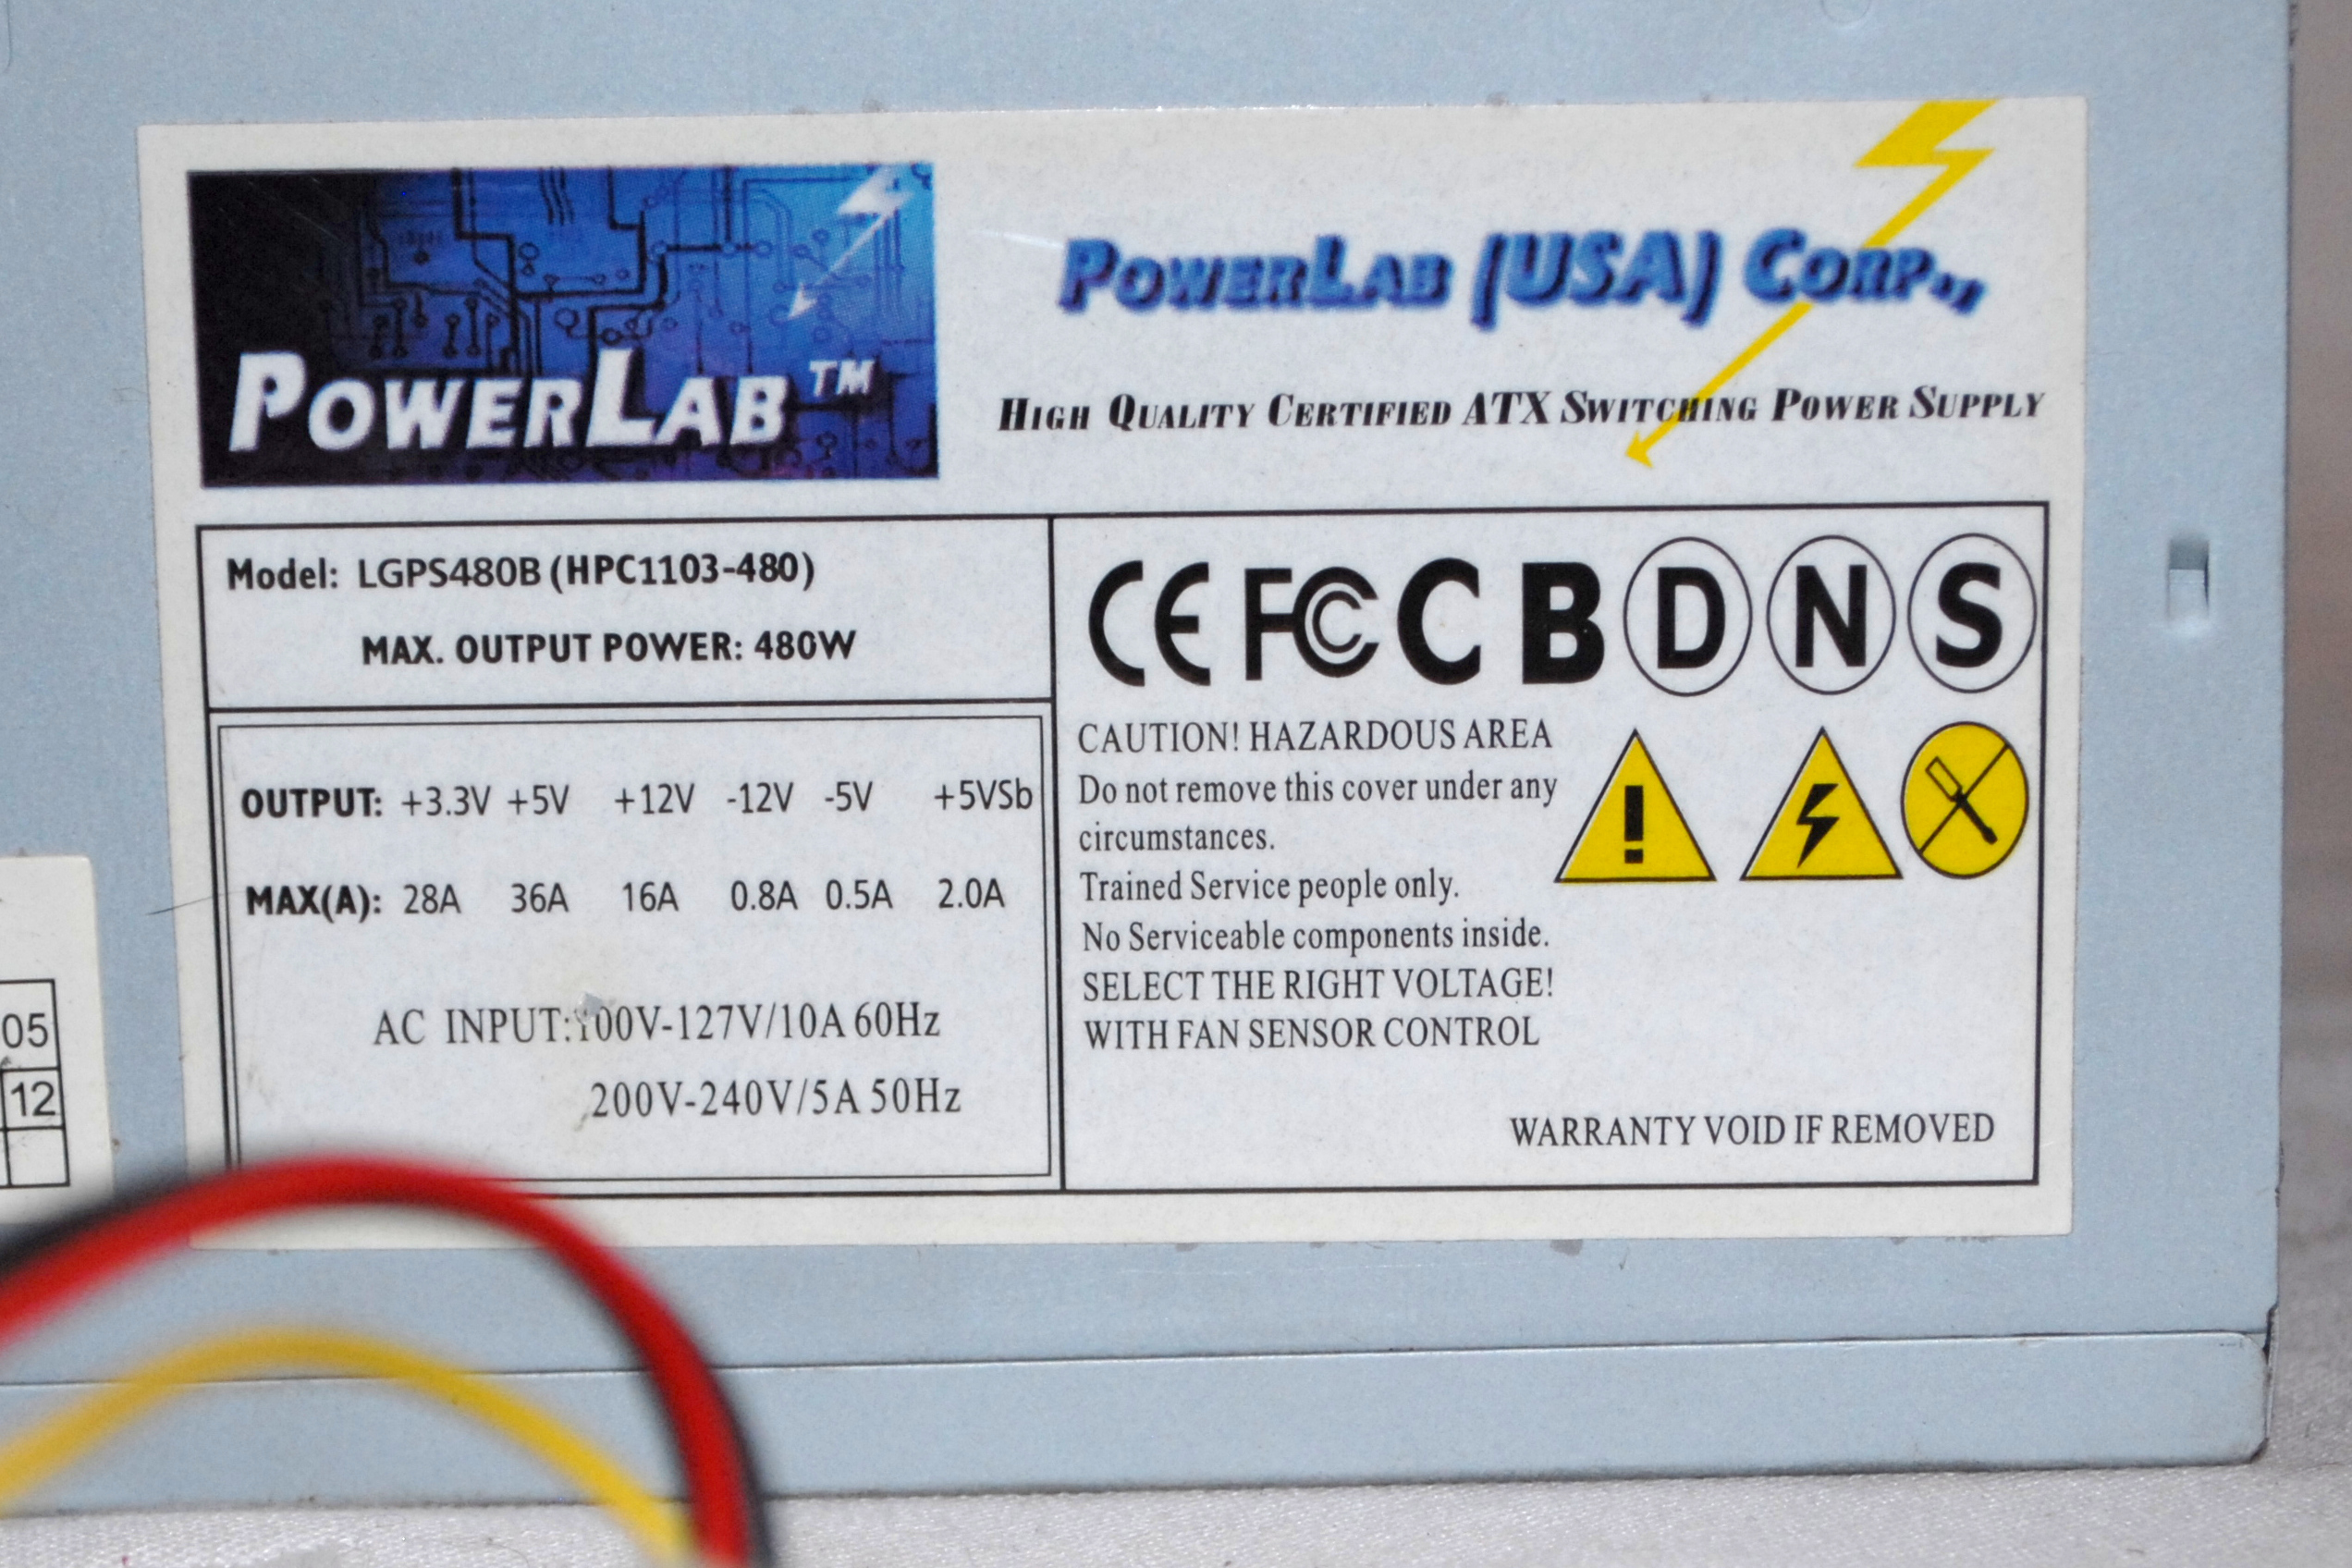 POWERLAB™
POWERLAB (USA) CORP.,
HIGH QUALITY CERTIFIED ATX SWITCHING POWER SUPPLY
Model: LGPS480B (HPC1103-480)
MAX. OUTPUT POWER: 480W
OUTPUT: +3.3V +5V +12V -12V -5V +5VSb
MAX(A): 28A 36A 16A 0.8A 0.5A 2.0A
AC INPUT:100V-127V/10A 60Hz
200V-240V/5A 50Hz
CE FCC C B D N S
CAUTION! HAZARDOUS AREA
Do not remove this cover under any
circumstances.
Trained Service people only.
No Serviceable components inside.
SELECT THE RIGHT VOLTAGE!
WITH FAN SENSOR CONTROL
WARRANTY VOID IF REMOVED
05
12